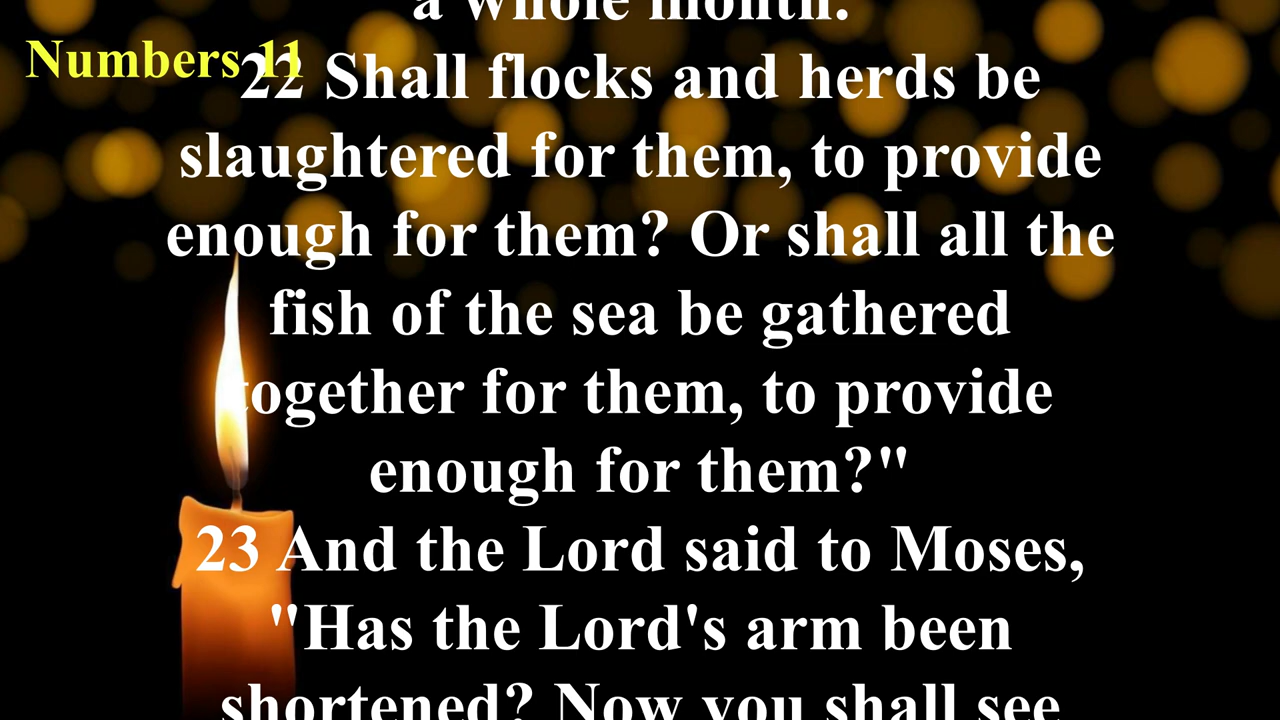 a whole month.'
Numbers 11
22 Shall flocks and herds be
slaughtered for them, to provide
enough for them? Or shall all the
fish of the sea be gathered
together for them, to provide
enough for them?"
23 And the Lord said to Moses,
"Has the Lord's arm been
shortened? Now you shall see